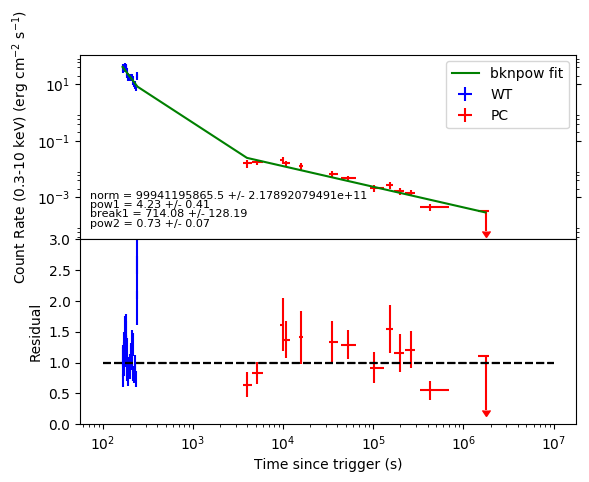 Count Rate (0.3-10 keV) (erg cm⁻² s⁻¹)
10¹
10⁻¹
10⁻³
bknpow fit
WT
PC
norm = 99941195865.5 +/- 2.17892079491e+11
pow1 = 4.23 +/- 0.41
break1 = 714.08 +/- 128.19
pow2 = 0.73 +/- 0.07
Residual
3.0
2.5
2.0
1.5
1.0
0.5
0.0
10² 10³ 10⁴ 10⁵ 10⁶ 10⁷
Time since trigger (s)